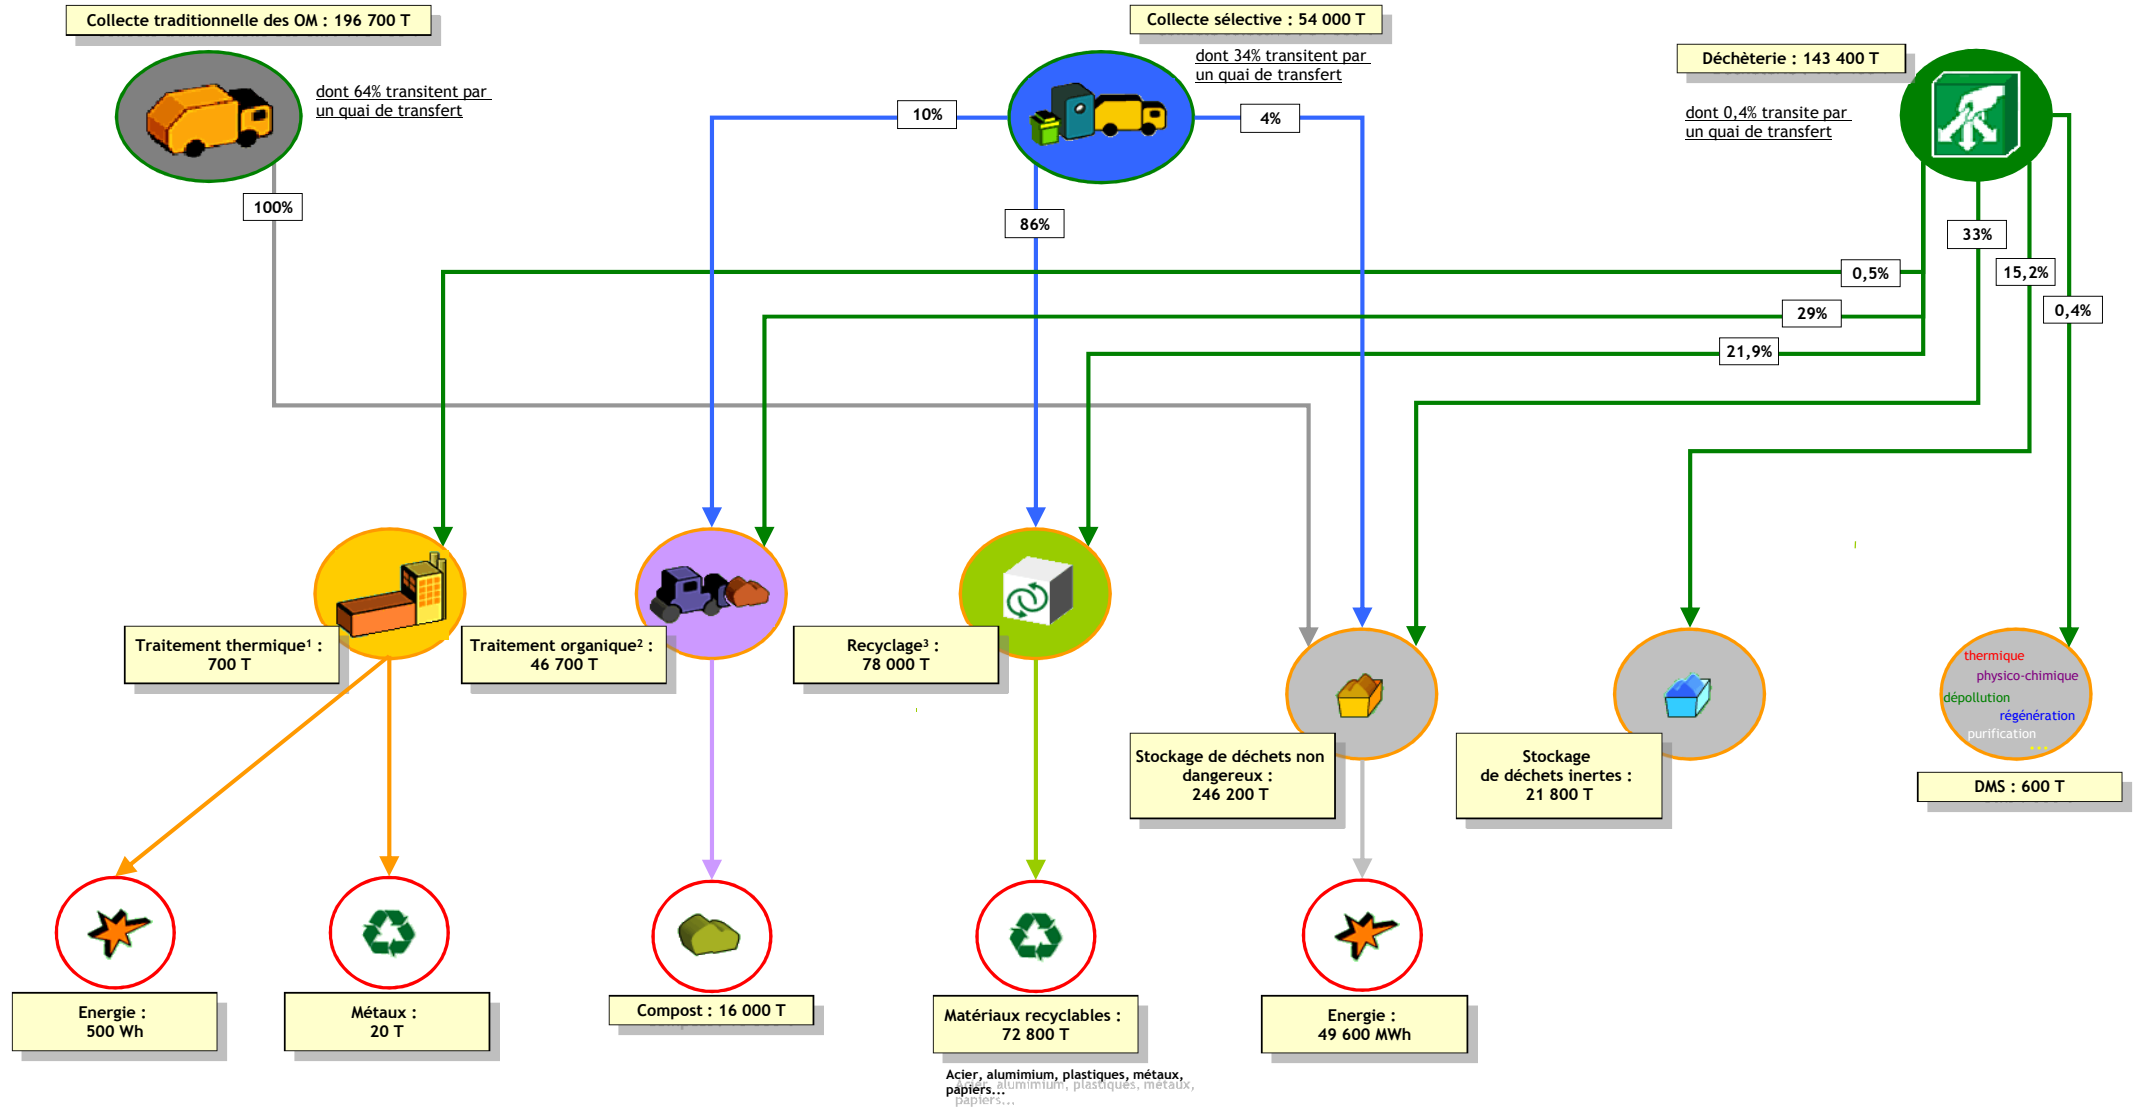 Collecte traditionnelle des OM : 196 700 T
Collecte sélective : 54 000 T
dont 34% transitent par
un quai de transfert
Déchèterie : 143 400 T
dont 64% transitent par
un quai de transfert
dont 0,4% transite par
un quai de transfert
10%
4%
100%
86%
33%
0,5%
15,2%
29%
0,4%
21,9%
Traitement thermique¹ :
700 T
Traitement organique² :
46 700 T
Recyclage³ :
78 000 T
thermique
physico-chimique
dépollution
régénération
purification
...
Stockage de déchets non
dangereux :
246 200 T
Stockage
de déchets inertes :
21 800 T
DMS : 600 T
Energie :
500 Wh
Métaux :
20 T
Compost : 16 000 T
Matériaux recyclables :
72 800 T
Energie :
49 600 MWh
Acier, alumimium, plastiques, métaux,
papiers...